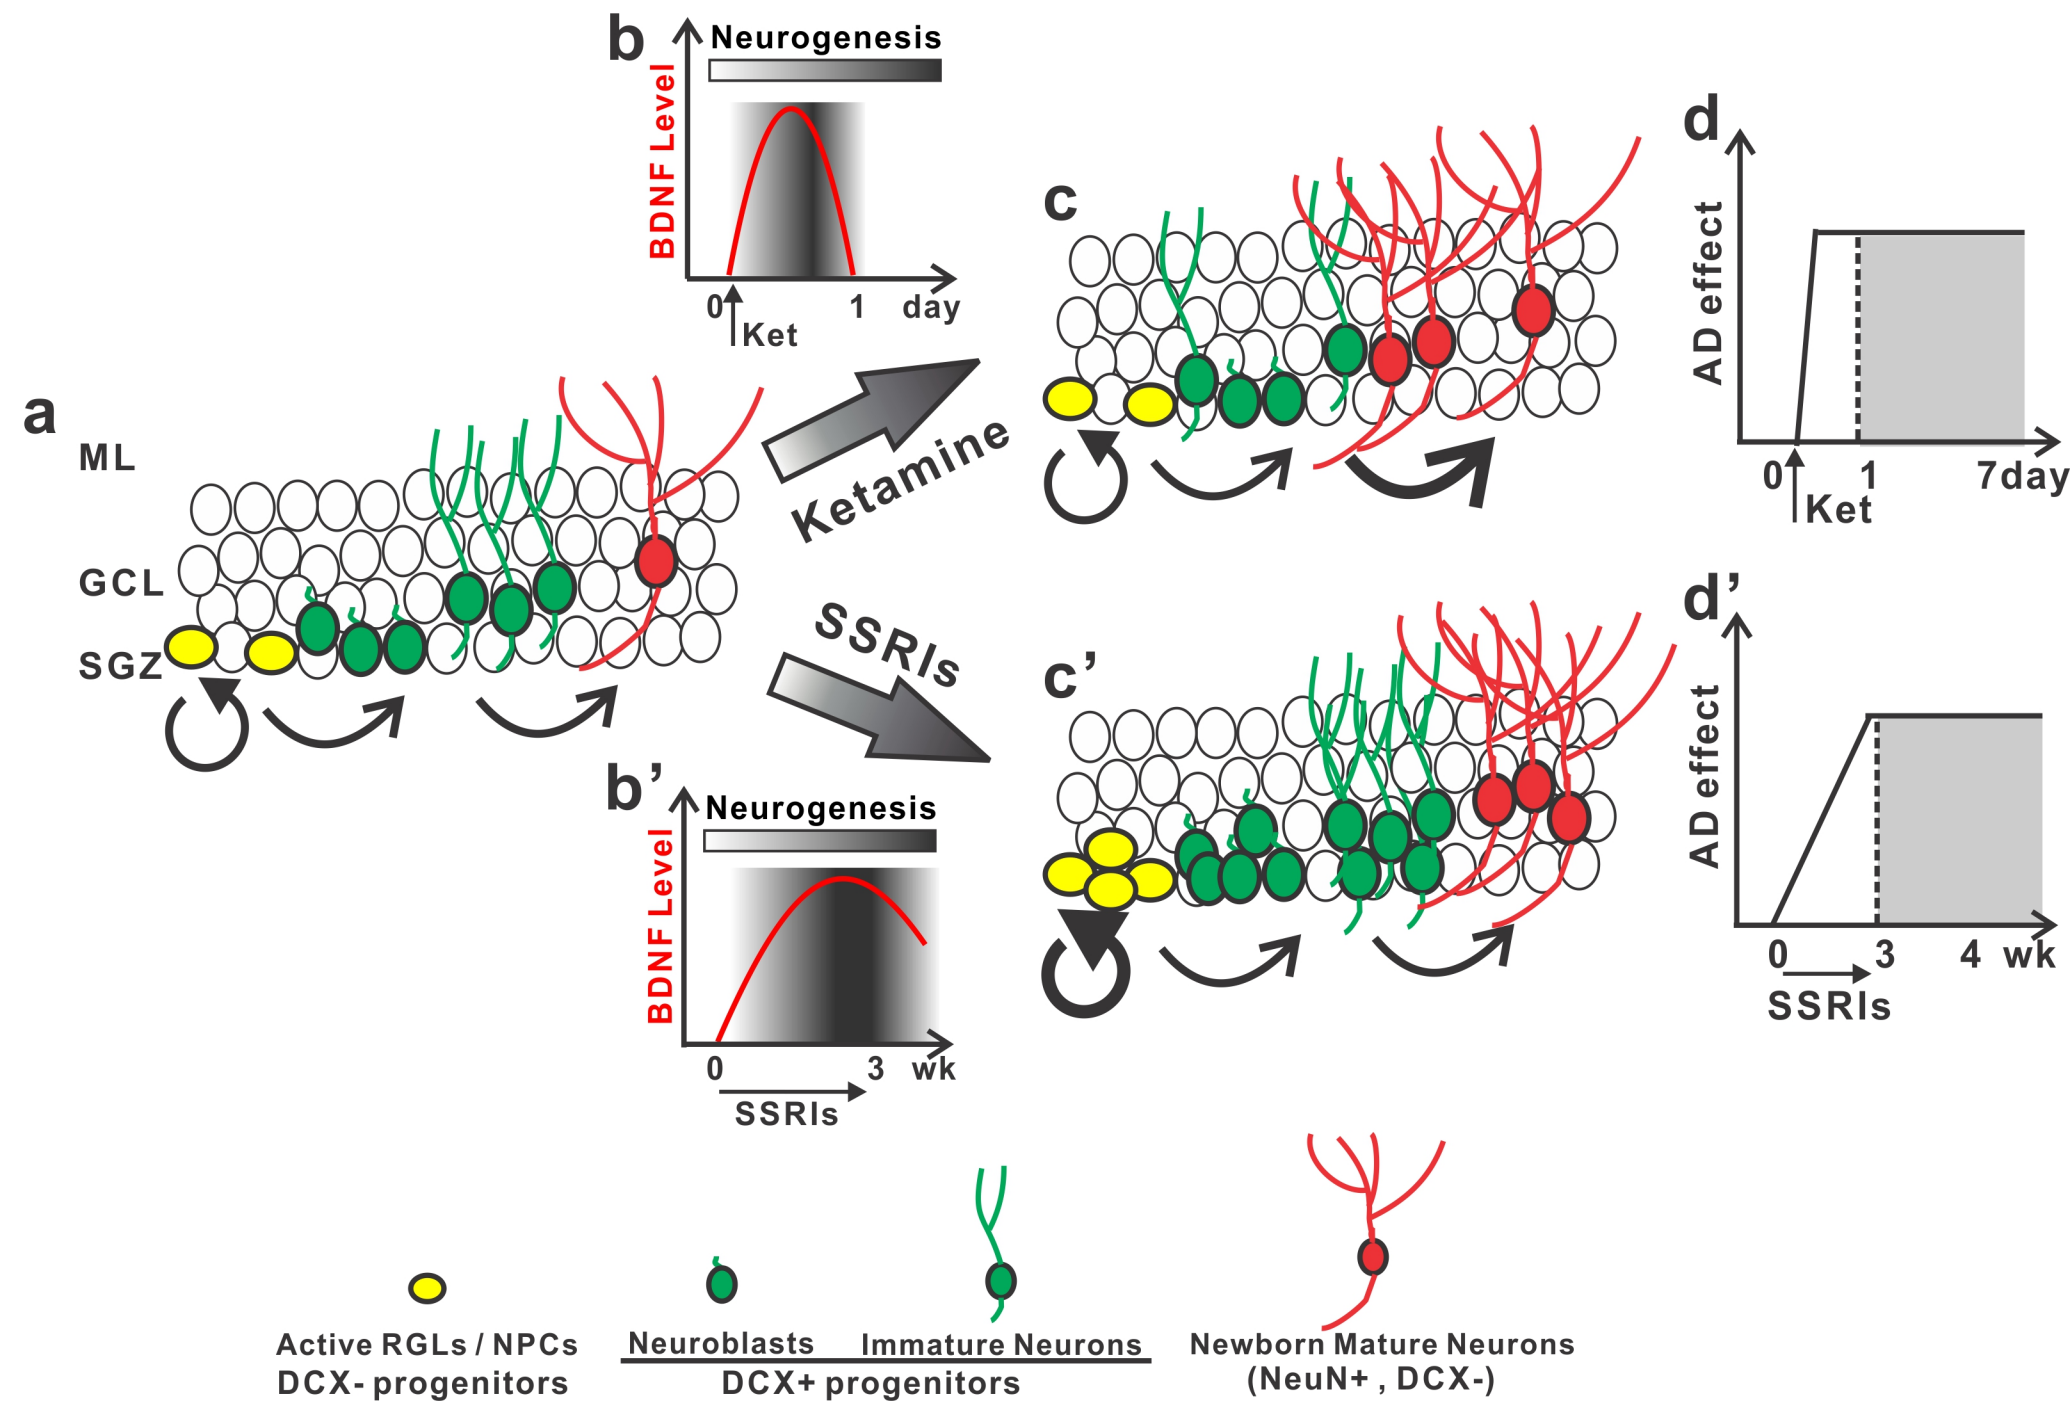 b
Neurogenesis
BDNF Level
0
1
day
Ket
a
ML
GCL
SGZ
Ketamine
SSRIs
b’
Neurogenesis
BDNF Level
0
3
wk
SSRIs
c
c’
d
AD effect
0
1
7day
Ket
d’
AD effect
0
3
4
wk
SSRIs
Active RGLs / NPCs
DCX- progenitors
Neuroblasts
Immature Neurons
DCX+ progenitors
Newborn Mature Neurons
(NeuN+ , DCX-)